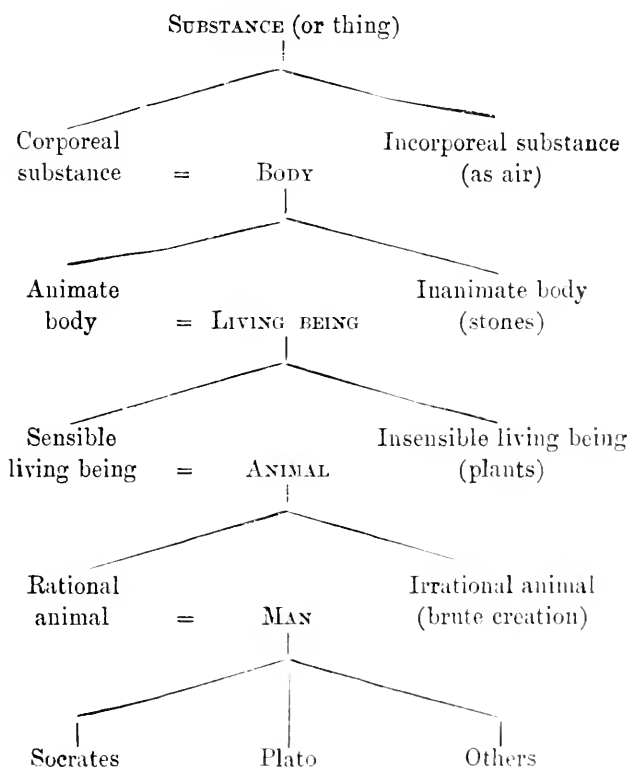 SUBSTANCE (or thing)
Corporeal Incorporeal substance
substance = BODY (as air)
Animate Inanimate body
body = LIVING BEING (stones)
Sensible Insensible living being
living being = ANIMAL (plants)
Rational Irrational animal
animal = MAN (brute creation)
Socrates Plato Others